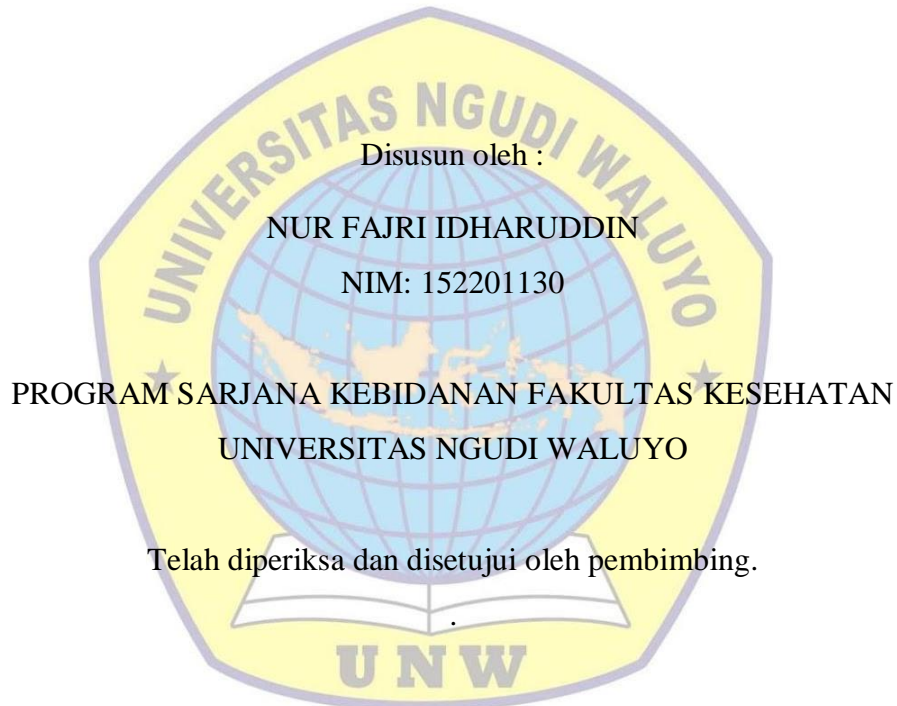 UNIVERSITAS NGUDI WALUYO
Disusun oleh :
NUR FAJRI IDHARUDDIN
NIM: 152201130
PROGRAM SARJANA KEBIDANAN FAKULTAS KESEHATAN
UNIVERSITAS NGUDI WALUYO
Telah diperiksa dan disetujui oleh pembimbing.
.
UNW